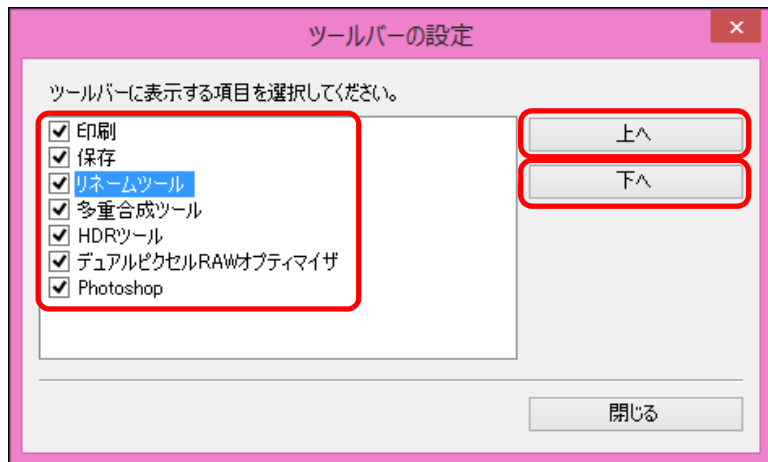 ツールバーの設定
ツールバーに表示する項目を選択してください。
印刷
保存
リネームツール
多重合成ツール
HDRツール
デュアルピクセルRAWオプティマイザ
Photoshop
上へ
下へ
閉じる